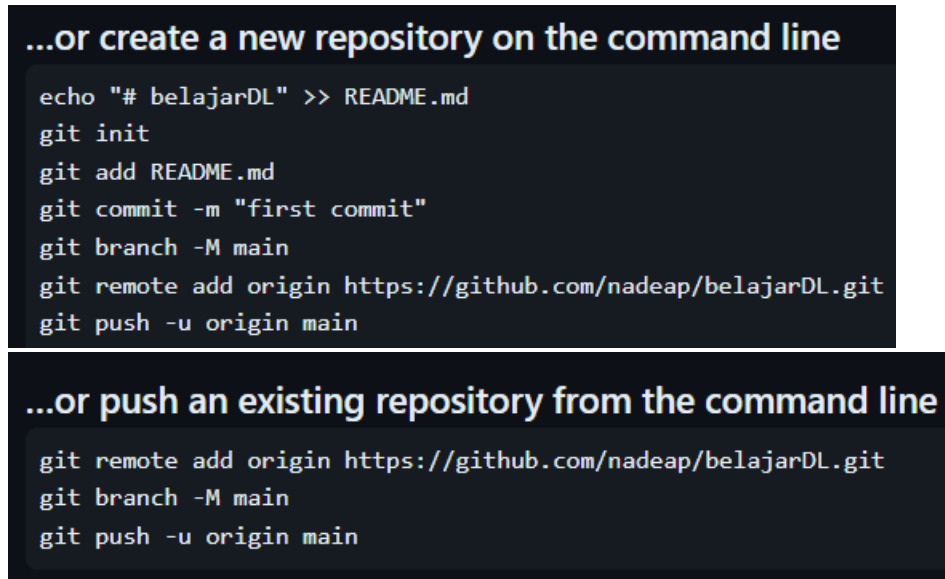 ...or create a new repository on the command line
echo "# belajarDL" >> README.md
git init
git add README.md
git commit -m "first commit"
git branch -M main
git remote add origin https://github.com/nadeap/belajarDL.git
git push -u origin main
...or push an existing repository from the command line
git remote add origin https://github.com/nadeap/belajarDL.git
git branch -M main
git push -u origin main